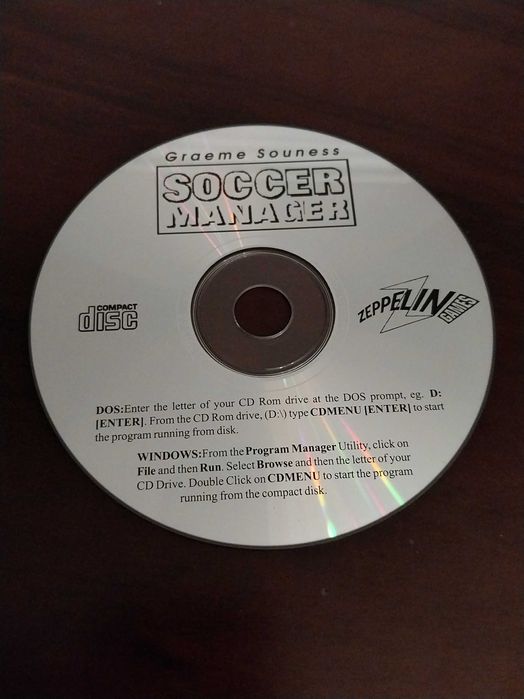 Graeme Souness
SOCCER
MANAGER
COMPACT
disc
ZEPPELIN
GAMES
DOS:Enter the letter of your CD Rom drive at the DOS prompt, eg. D:
[ENTER]. From the CD Rom drive, (D:\) type CDMENU [ENTER] to start
the program running from disk.
WINDOWS:From the Program Manager Utility, click on
File and then Run. Select Browse and then the letter of your
CD Drive. Double Click on CDMENU to start the program
running from the compact disk.